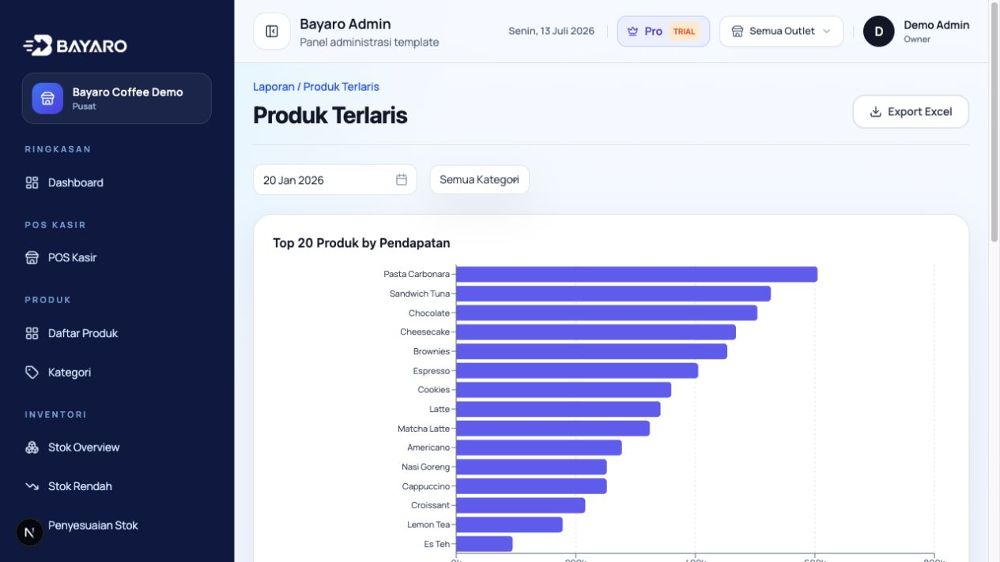 BAYARO
Bayaro Coffee Demo
Pusat
RINGKASAN
Dashboard
POS KASIR
POS Kasir
PRODUK
Daftar Produk
Kategori
INVENTORI
Stok Overview
Stok Rendah
Penyesuaian Stok
N
Bayaro Admin
Panel administrasi template
Senin, 13 Juli 2026
Pro TRIAL
Semua Outlet
D
Demo Admin
Owner
Laporan / Produk Terlaris
Produk Terlaris
Export Excel
20 Jan 2026
Semua Kategori
Top 20 Produk by Pendapatan
Pasta Carbonara
Sandwich Tuna
Chocolate
Cheesecake
Brownies
Espresso
Cookies
Latte
Matcha Latte
Americano
Nasi Goreng
Cappuccino
Croissant
Lemon Tea
Es Teh